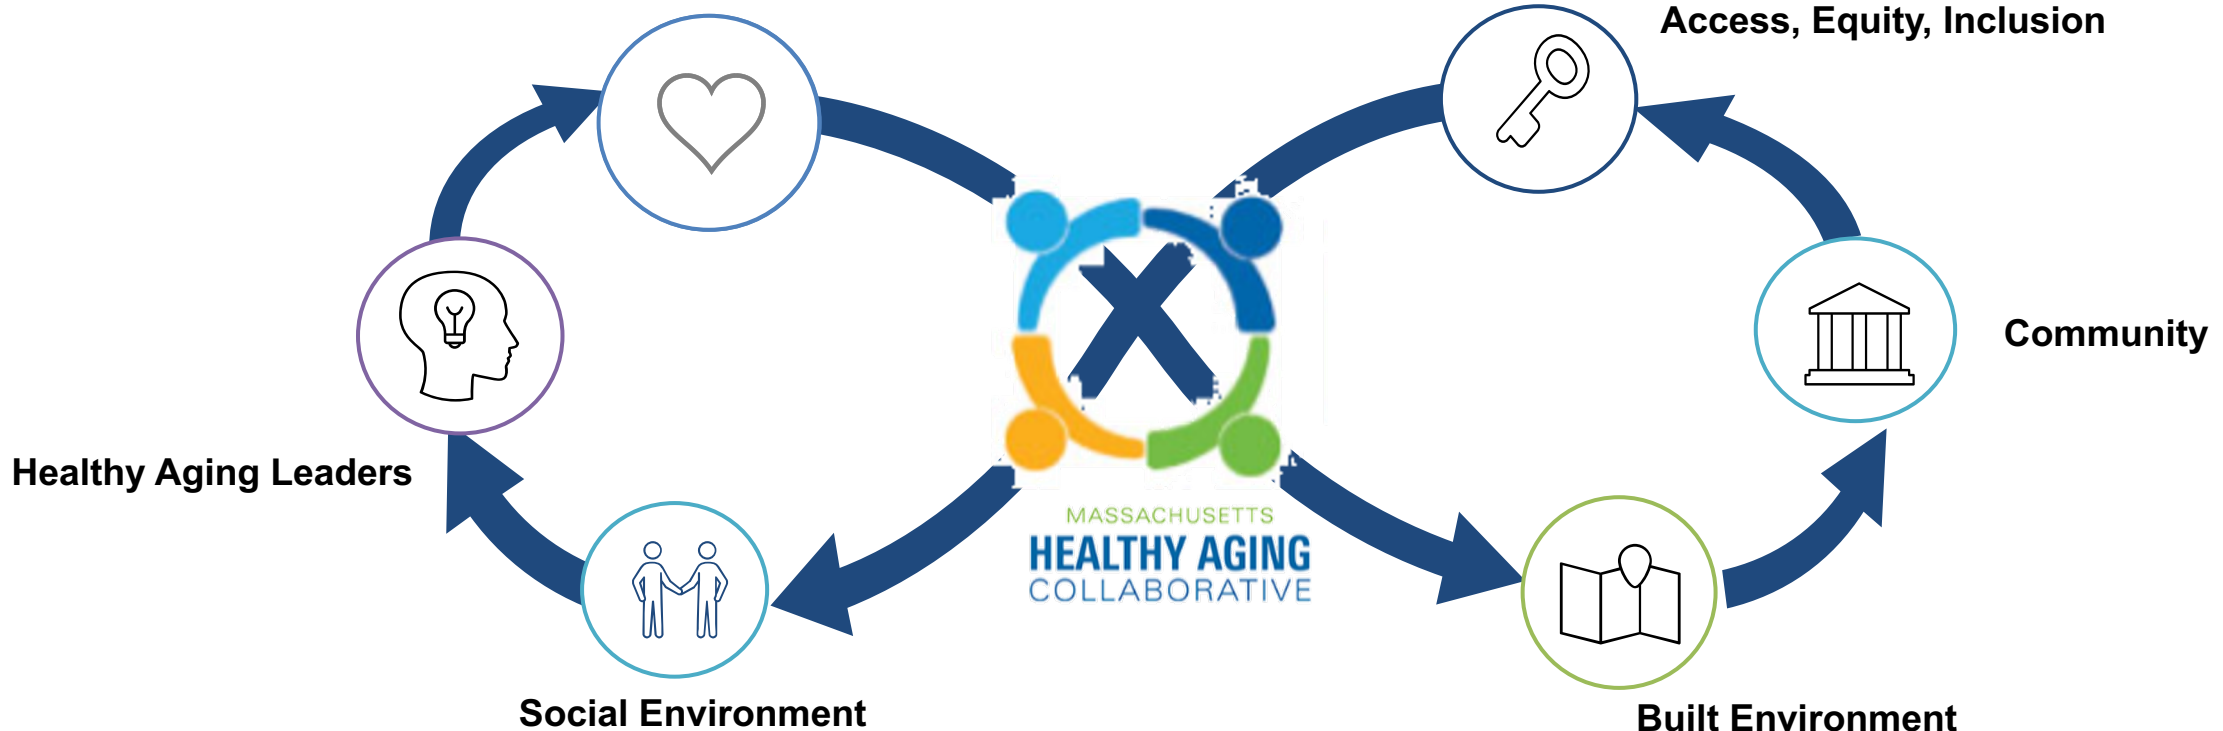 Access, Equity, Inclusion
Community
Healthy Aging Leaders
MASSACHUSETTS
HEALTHY AGING
COLLABORATIVE
Social Environment
Built Environment